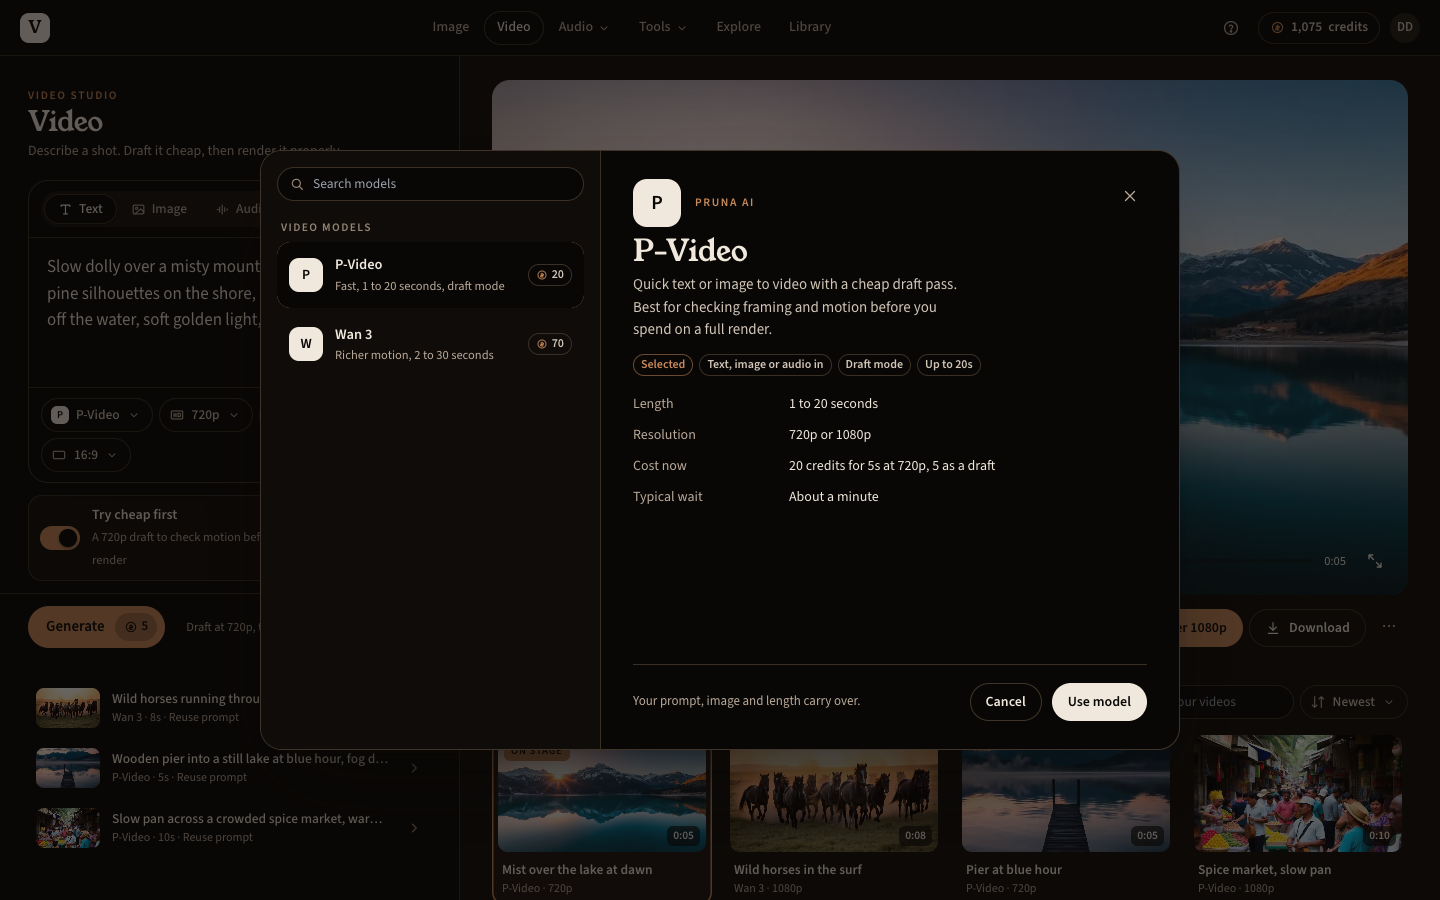 V
Image
Video
Audio
Tools
Explore
Library
1,075 credits
DD
VIDEO STUDIO
Video
Describe a shot. Draft it cheap, then render it properly.
Text
Image
Slow dolly over a misty mount
pine silhouettes on the shore,
off the water, soft golden light,
P P-Video
HD 720p
16:9
Try cheap first
A 720p draft to check motion bef
render
Generate 5
Draft at 720p,
Wild horses running throu
Wan 3 · 8s · Reuse prompt
Wooden pier into a still lake at blue hour, fog d…
P-Video · 5s · Reuse prompt
Slow pan across a crowded spice market, war…
P-Video · 10s · Reuse prompt
Search models
VIDEO MODELS
P
P-Video
Fast, 1 to 20 seconds, draft mode
20
W
Wan 3
Richer motion, 2 to 30 seconds
70
P
PRUNA AI
P-Video
Quick text or image to video with a cheap draft pass.
Best for checking framing and motion before you
spend on a full render.
Selected
Text, image or audio in
Draft mode
Up to 20s
Length 1 to 20 seconds
Resolution 720p or 1080p
Cost now 20 credits for 5s at 720p, 5 as a draft
Typical wait About a minute
Your prompt, image and length carry over.
Cancel
Use model
0:05
1080p
Download
videos
Newest
ON STAGE
0:05
Mist over the lake at dawn
P-Video · 720p
0:08
Wild horses in the surf
Wan 3 · 1080p
0:05
Pier at blue hour
P-Video · 720p
0:10
Spice market, slow pan
P-Video · 1080p